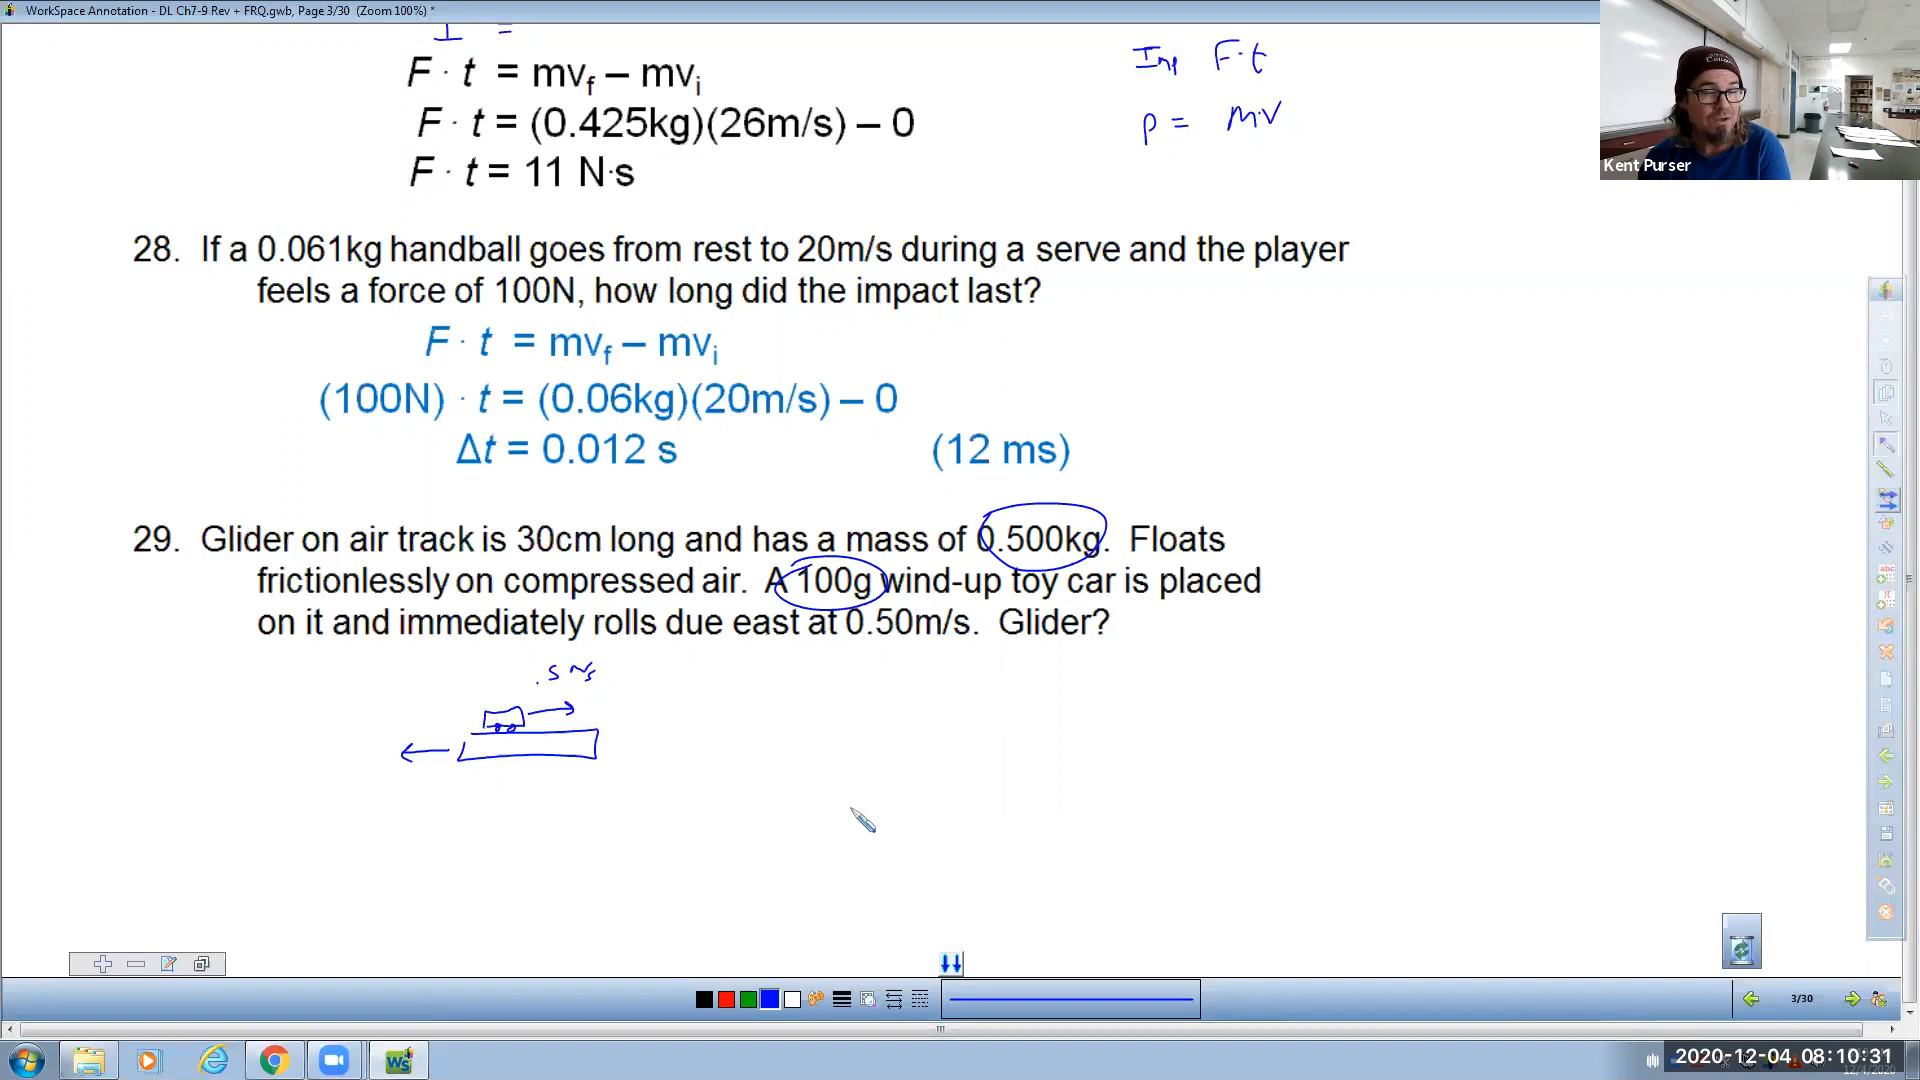 WorkSpace Annotation - DL Ch7-9 Rev + FRQ.gwb, Page 3/30 (Zoom 100%) *
I =
F · t = mvf – mvi
F · t = (0.425kg)(26m/s) – 0
F · t = 11 N·s
Imp F·t
p = m·v
Kent Purser
28. If a 0.061kg handball goes from rest to 20m/s during a serve and the player
feels a force of 100N, how long did the impact last?
F · t = mvf – mvi
(100N) · t = (0.06kg)(20m/s) – 0
Δt = 0.012 s (12 ms)
29. Glider on air track is 30cm long and has a mass of 0.500kg. Floats
frictionlessly on compressed air. A 100g wind-up toy car is placed
on it and immediately rolls due east at 0.50m/s. Glider?
.5 m/s
3/30
2020-12-04 08:10:31
12/4/2020